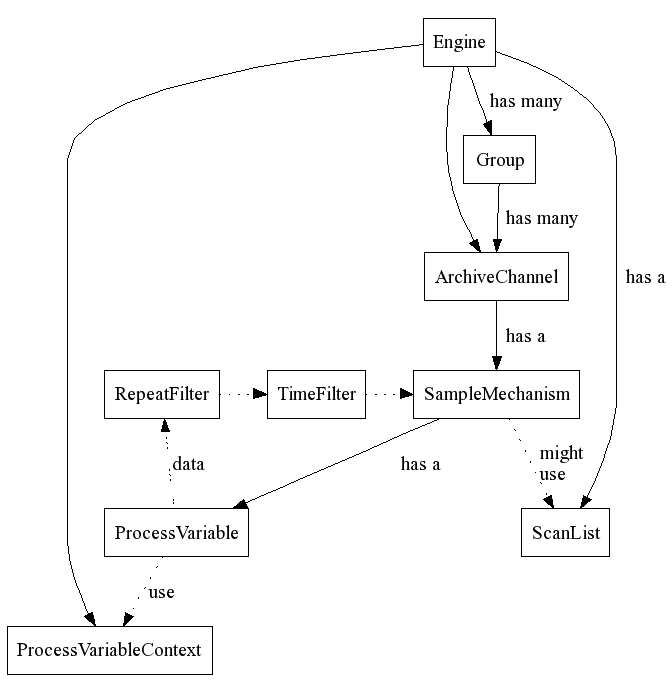 Engine
has many
Group
has many
ArchiveChannel
has a
has a
RepeatFilter
TimeFilter
SampleMechanism
data
has a
might
use
ProcessVariable
ScanList
use
ProcessVariableContext